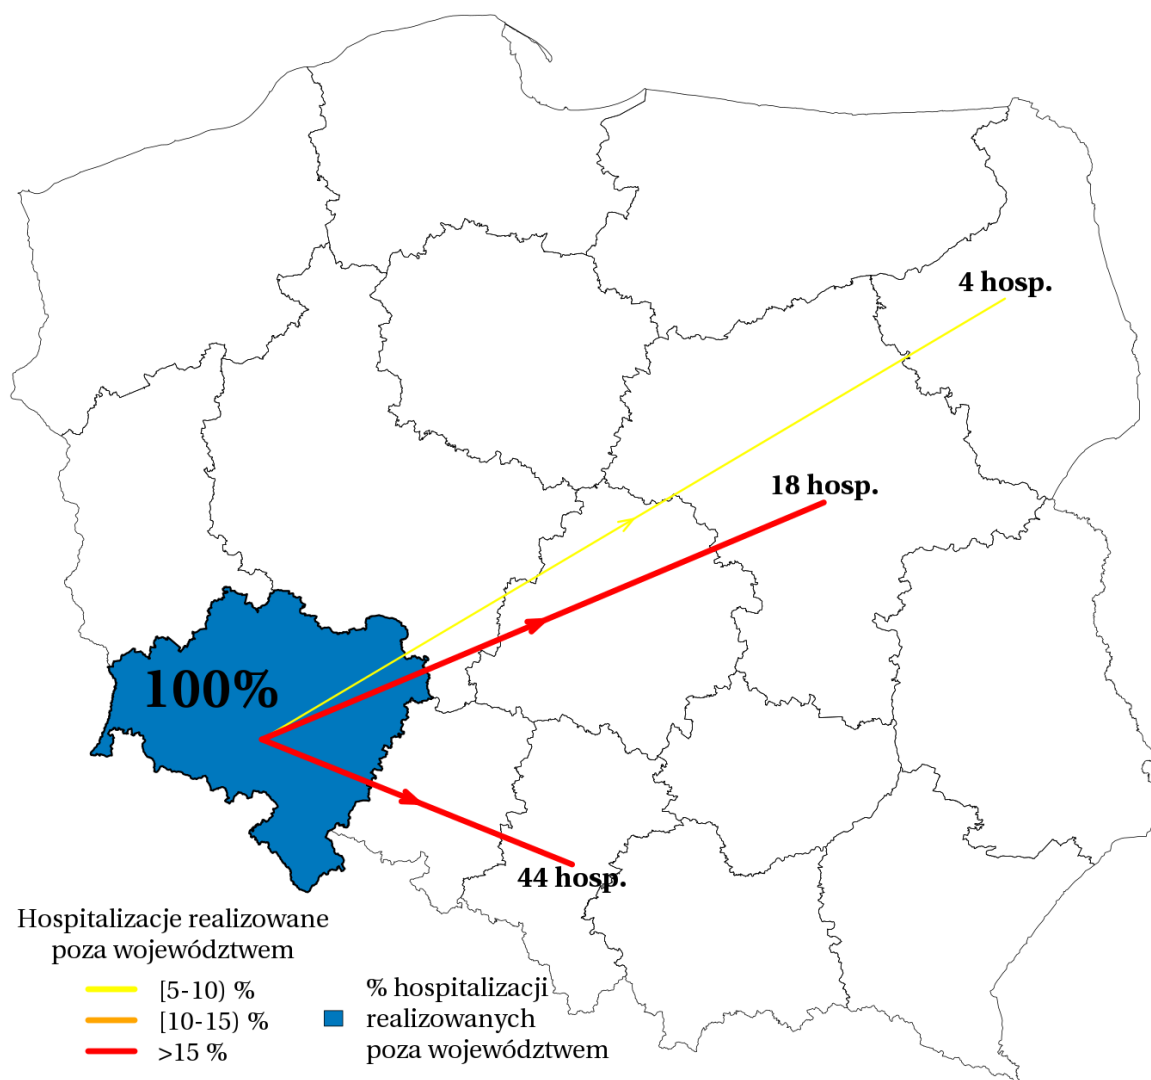 4 hosp.
18 hosp.
100%
44 hosp.
Hospitalizacje realizowane
poza województwem
[5-10) %
[10-15) %
>15 %
% hospitalizacji
realizowanych
poza województwem